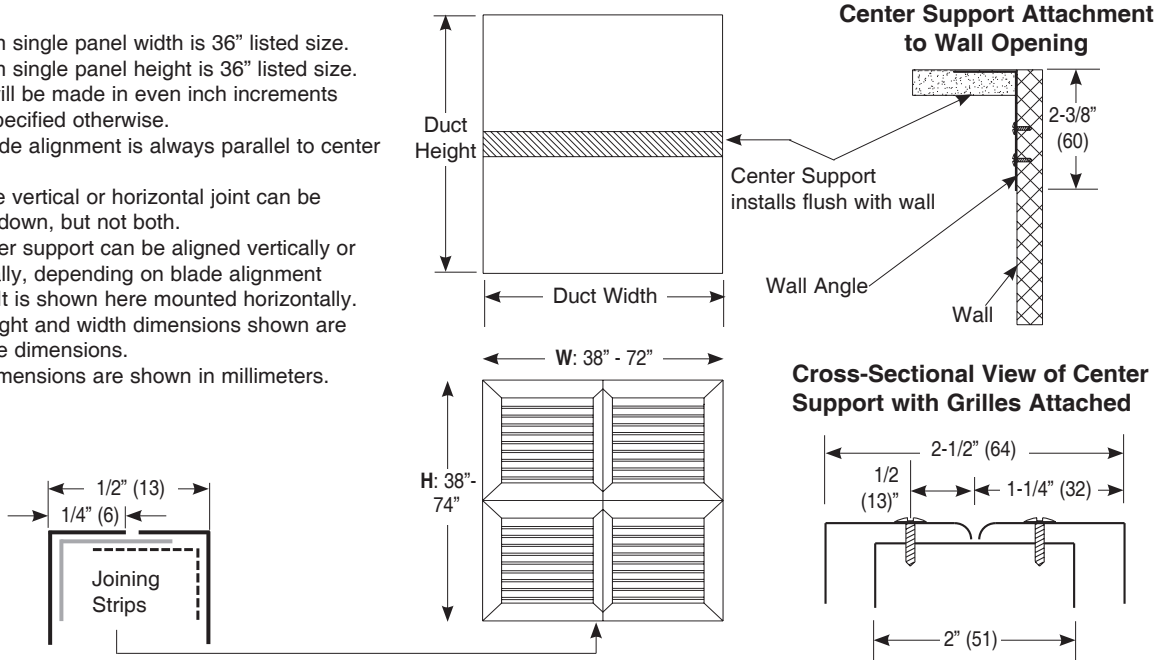 n single panel width is 36” listed size.
n single panel height is 36” listed size.
ill be made in even inch increments
pecified otherwise.
de alignment is always parallel to center
e vertical or horizontal joint can be
down, but not both.
er support can be aligned vertically or
ally, depending on blade alignment
It is shown here mounted horizontally.
ght and width dimensions shown are
e dimensions.
imensions are shown in millimeters.
Duct
Height
Duct Width
Center Support
installs flush with wall
Center Support Attachment
to Wall Opening
2-3/8”
(60)
Wall Angle
Wall
W: 38” - 72”
H: 38”-
74”
1/2” (13)
1/4” (6)
Joining
Strips
Cross-Sectional View of Center
Support with Grilles Attached
2-1/2” (64)
1/2
(13)”
1-1/4” (32)
2” (51)